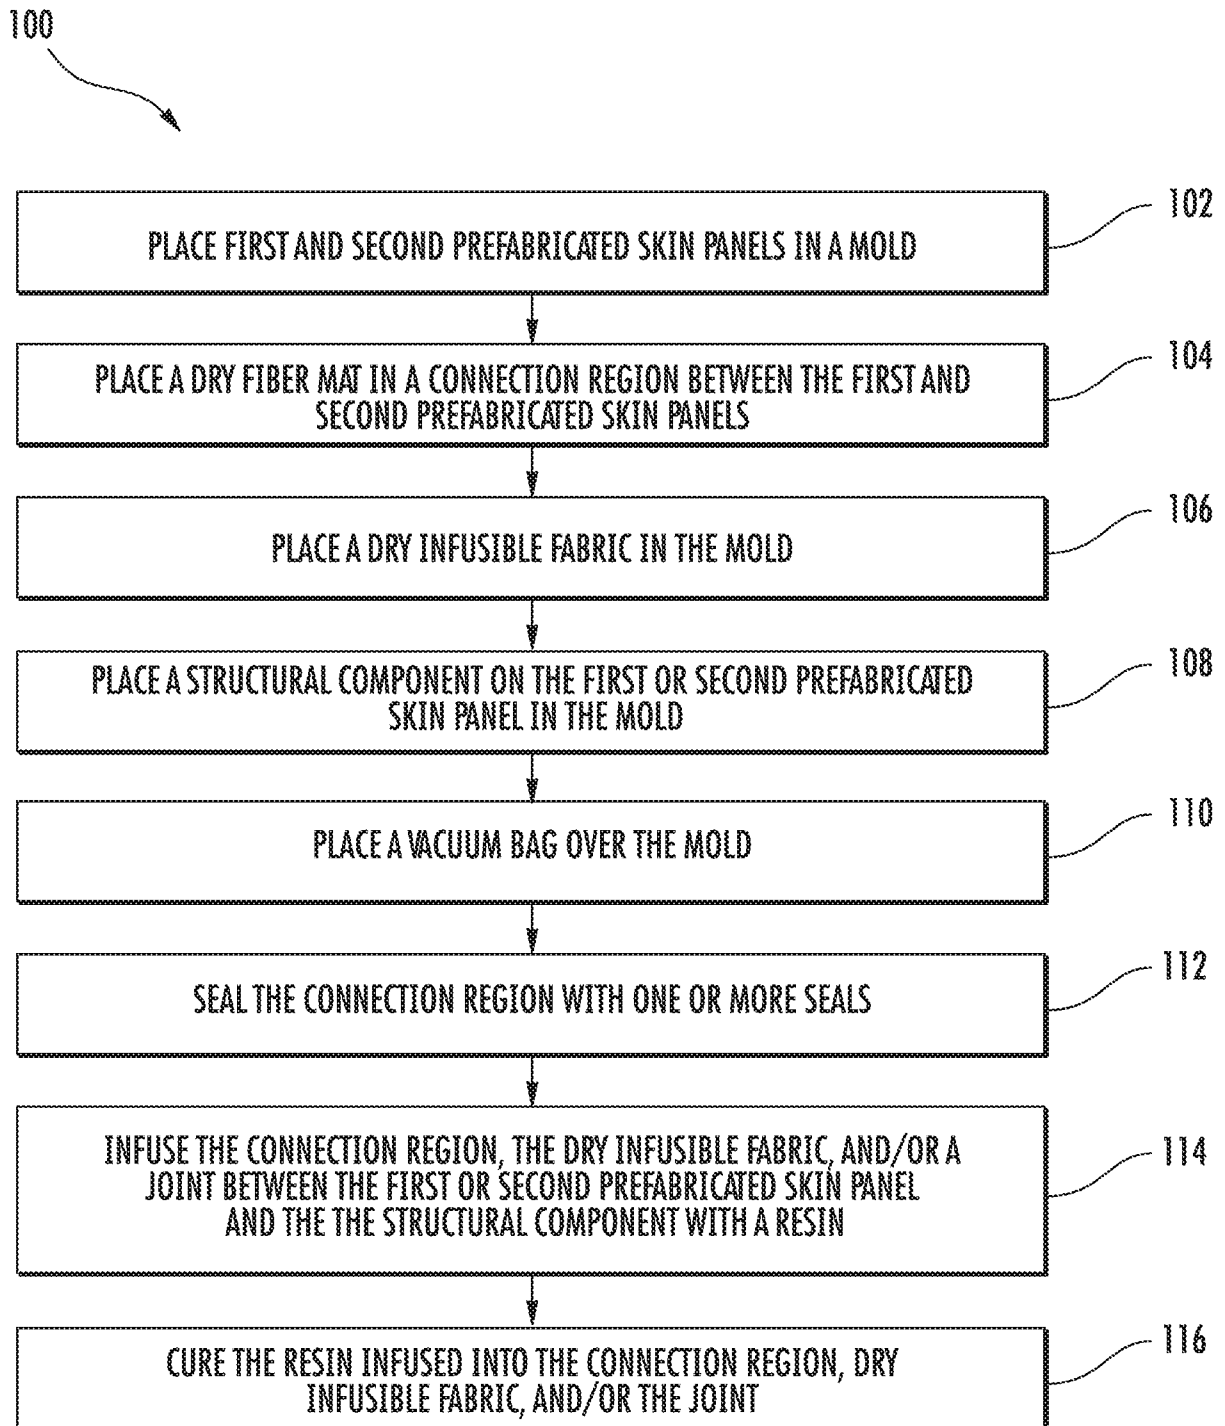 100
102
PLACE FIRST AND SECOND PREFABRICATED SKIN PANELS IN A MOLD
104
PLACE A DRY FIBER MAT IN A CONNECTION REGION BETWEEN THE FIRST AND
SECOND PREFABRICATED SKIN PANELS
106
PLACE A DRY INFUSIBLE FABRIC IN THE MOLD
108
PLACE A STRUCTURAL COMPONENT ON THE FIRST OR SECOND PREFABRICATED
SKIN PANEL IN THE MOLD
110
PLACE A VACUUM BAG OVER THE MOLD
112
SEAL THE CONNECTION REGION WITH ONE OR MORE SEALS
114
INFUSE THE CONNECTION REGION, THE DRY INFUSIBLE FABRIC, AND/OR A
JOINT BETWEEN THE FIRST OR SECOND PREFABRICATED SKIN PANEL
AND THE THE STRUCTURAL COMPONENT WITH A RESIN
116
CURE THE RESIN INFUSED INTO THE CONNECTION REGION, DRY
INFUSIBLE FABRIC, AND/OR THE JOINT